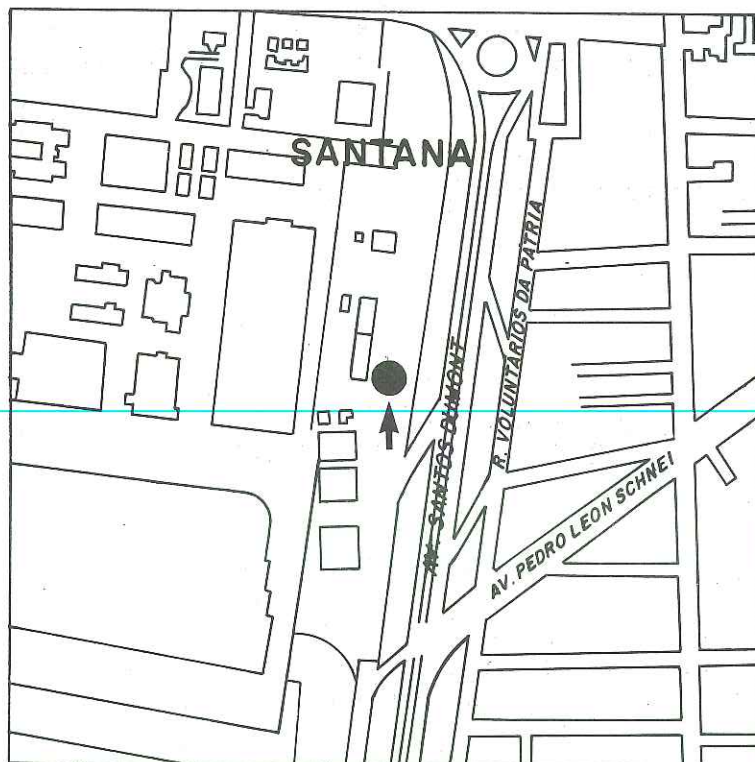 SANTANA
AV. SANTOS DUMONT
R. VOLUNTARIOS DA PATRIA
AV. PEDRO LEON SCHNEI